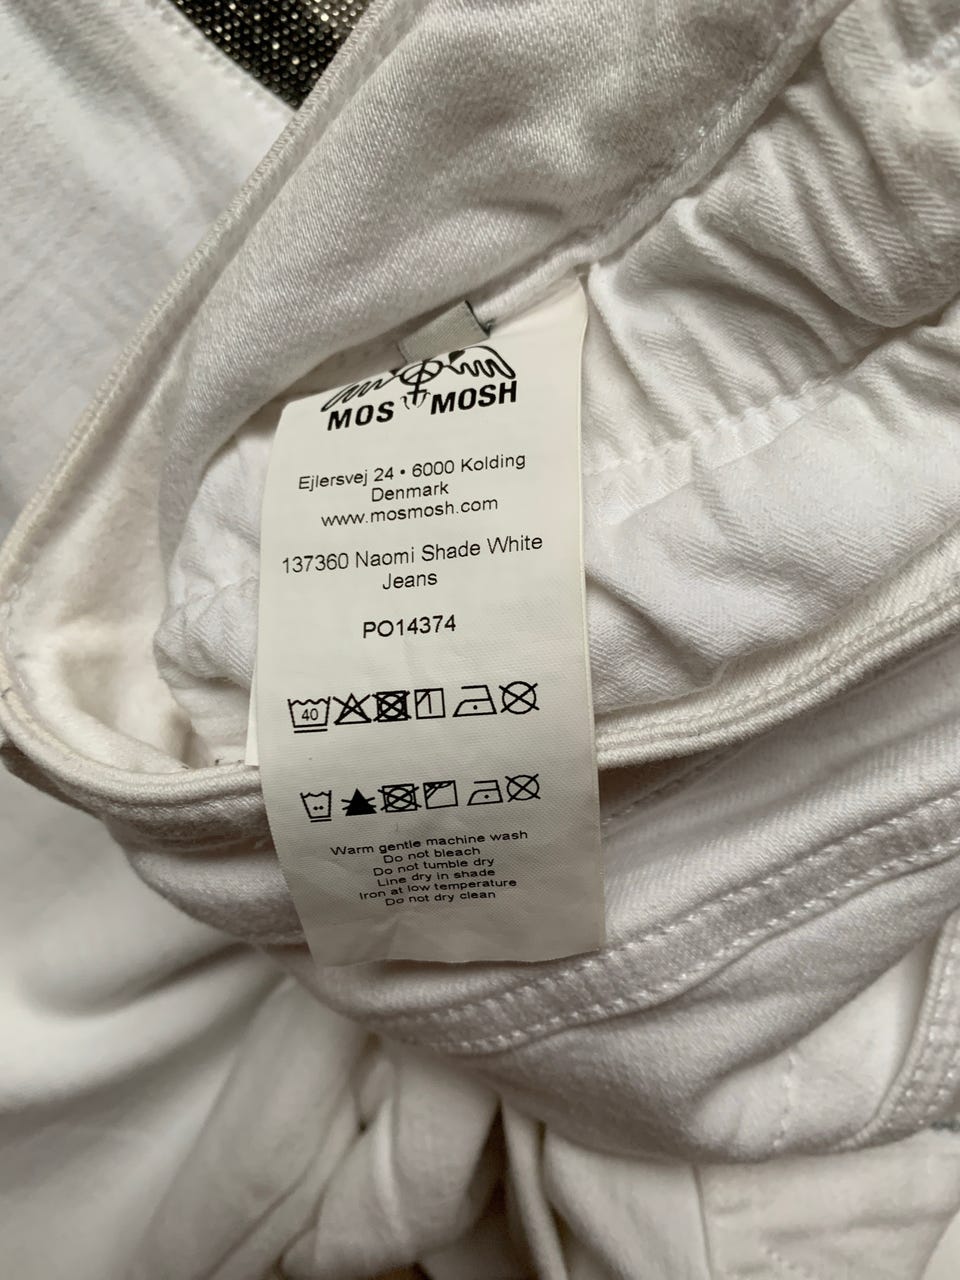 MOS MOSH
Ejlersvej 24 • 6000 Kolding
Denmark
www.mosmosh.com
137360 Naomi Shade White
Jeans
PO14374
40
Warm gentle machine wash
Do not bleach
Do not tumble dry
Line dry in shade
Iron at low temperature
Do not dry clean